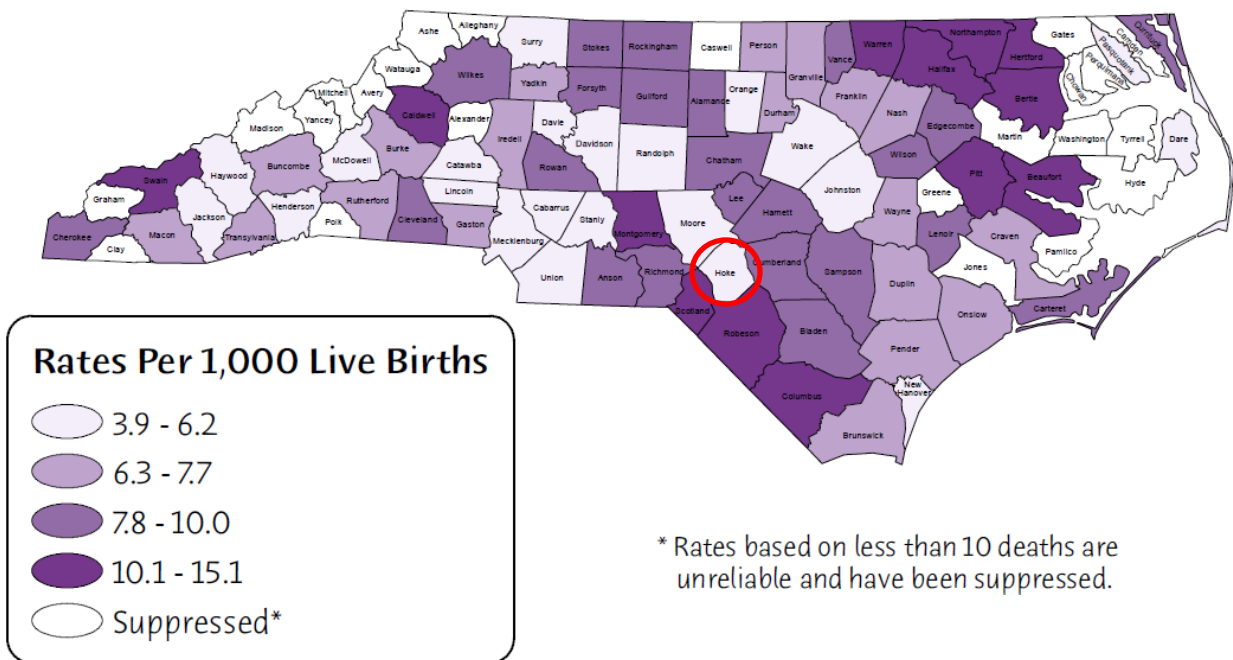 Ashe
Alleghany
Surry
Stokes
Rockingham
Caswell
Person
Granville
Vance
Warren
Northampton
Gates
Camden
Currituck
Pasquotank
Perquimans
Chowan
Hertford
Halifax
Bertie
Watauga
Wilkes
Yadkin
Forsyth
Guilford
Alamance
Orange
Durham
Franklin
Nash
Edgecombe
Martin
Washington
Tyrrell
Dare
Mitchell
Avery
Yancey
Madison
Caldwell
Alexander
Iredell
Davie
Davidson
Randolph
Chatham
Wake
Wilson
Pitt
Beaufort
Hyde
McDowell
Burke
Catawba
Rowan
Johnston
Greene
Swain
Haywood
Buncombe
Graham
Jackson
Henderson
Rutherford
Polk
Cleveland
Lincoln
Gaston
Cabarrus
Stanly
Montgomery
Moore
Lee
Harnett
Wayne
Lenoir
Craven
Pamlico
Cherokee
Macon
Transylvania
Clay
Mecklenburg
Union
Anson
Richmond
Hoke
Cumberland
Sampson
Duplin
Jones
Carteret
Onslow
Scotland
Robeson
Bladen
Pender
New
Hanover
Columbus
Brunswick
Rates Per 1,000 Live Births
3.9 - 6.2
6.3 - 7.7
7.8 - 10.0
10.1 - 15.1
Suppressed*
* Rates based on less than 10 deaths are
unreliable and have been suppressed.